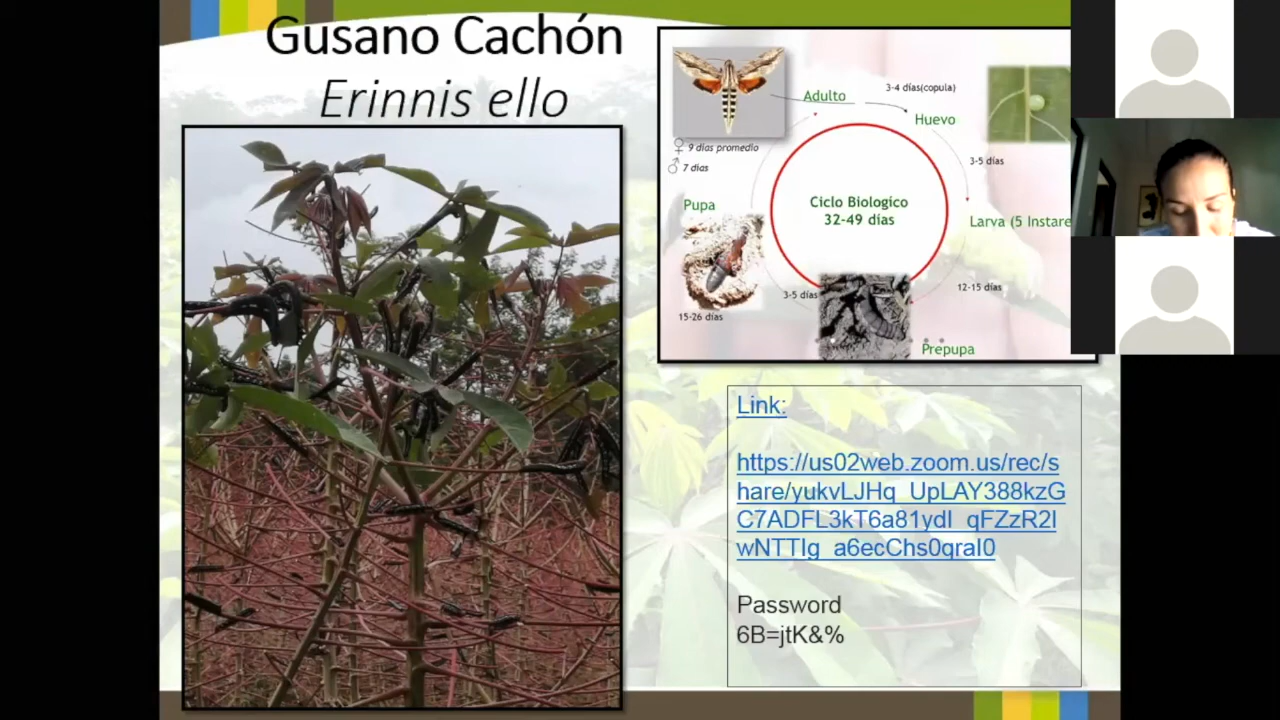 Gusano Cachón
Erinnis ello
Adulto
3-4 días(copula)
Huevo
♀ 9 días promedio
♂ 7 días
3-5 días
Pupa
Ciclo Biologico
32-49 días
Larva (5 Instare
12-15 días
3-5 días
15-26 días
Prepupa
Link:
https://us02web.zoom.us/rec/s
hare/yukvLJHq_UpLAY388kzG
C7ADFL3kT6a81ydI_qFZzR2I
wNTTIg_a6ecChs0qraI0
Password
6B=jtK&%